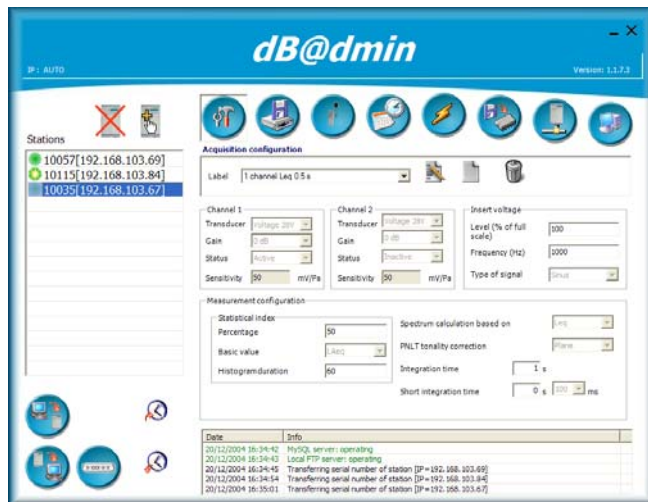 dB@dmin
IP: AUTO
Version: 1.1.7.3
Stations
10057[192.168.103.69]
10115[192.168.103.84]
10035[192.168.103.67]
Acquisition configuration
Label 1 channel Leq 0.5 s
Channel 1
Transducer Voltage 28V
Gain 0 dB
Status Active
Sensitivity 50 mV/Pa
Channel 2
Transducer Voltage 28V
Gain 0 dB
Status Inactive
Sensitivity 50 mV/Pa
Insert voltage
Level (% of full scale) 100
Frequency (Hz) 1000
Type of signal Sinus
Measurement configuration
Statistical index
Percentage 50
Basic value LAeq
Histogram duration 60
Spectrum calculation based on Leq
PNLT tonality correction Plane
Integration time 1 s
Short integration time 0 s 100 ms
Date Info
20/12/2004 16:34:42 MySQL server: operating
20/12/2004 16:34:43 Local FTP server: operating
20/12/2004 16:34:45 Transferring serial number of station [IP=192.168.103.69]
20/12/2004 16:34:54 Transferring serial number of station [IP=192.168.103.84]
20/12/2004 16:35:01 Transferring serial number of station [IP=192.168.103.67]